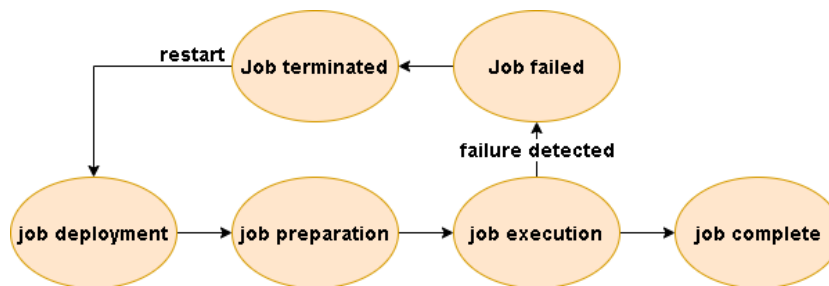 restart
Job terminated
Job failed
failure detected
job deployment
job preparation
job execution
job complete